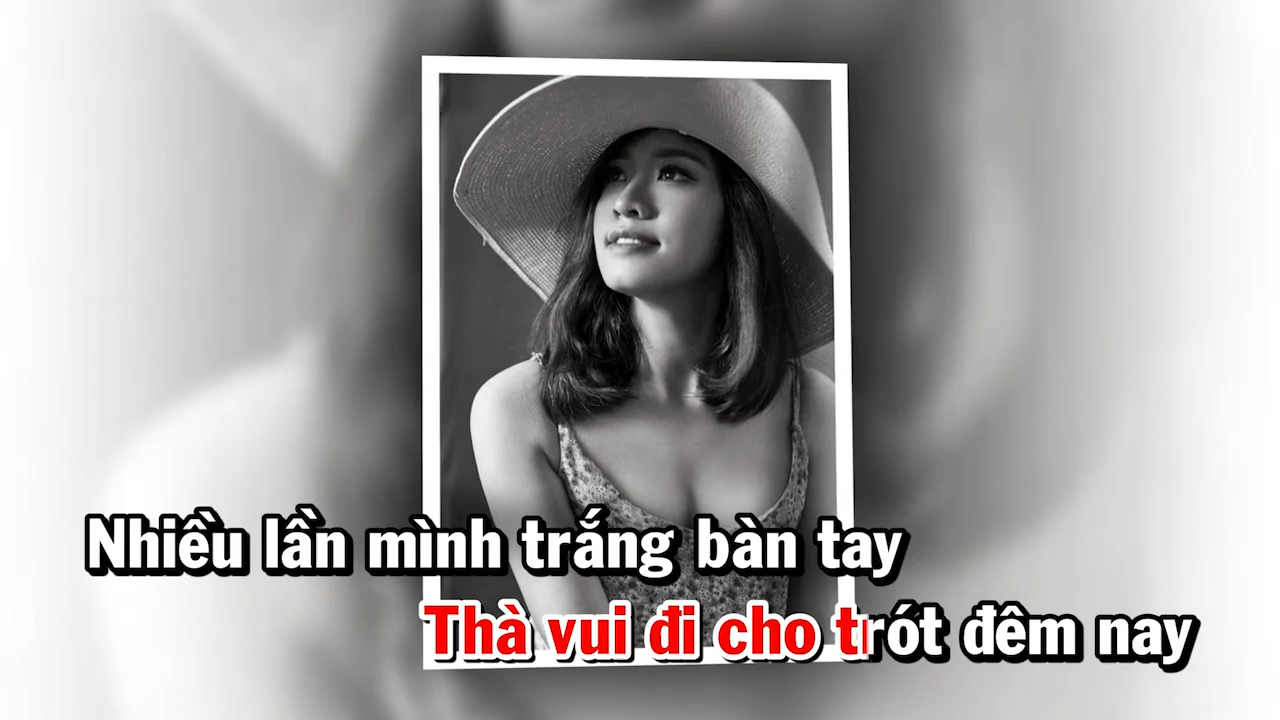 Nhiều lần mình trắng bàn tay
Thà vui đi cho trót đêm nay